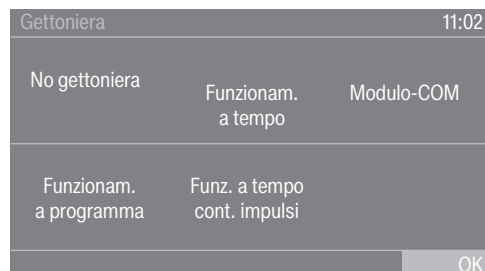 Gettoniera 11:02
No gettoniera
Funzionam.
a tempo
Modulo-COM
Funzionam.
a programma
Funz. a tempo
cont. impulsi
OK